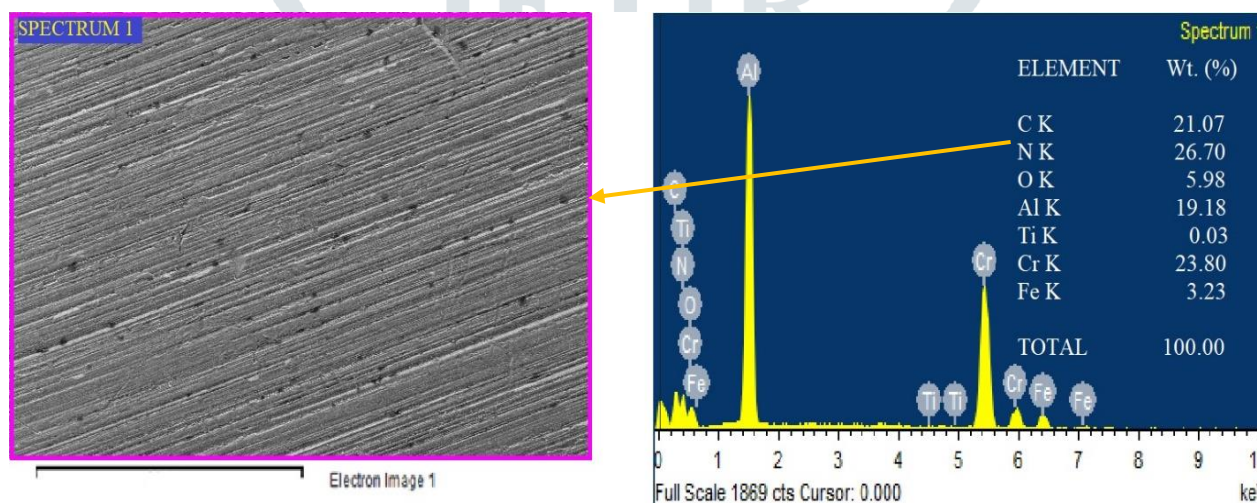 SPECTRUM 1
Electron Image 1
Spectrum
ELEMENT Wt. (%)
C K 21.07
N K 26.70
O K 5.98
Al K 19.18
Ti K 0.03
Cr K 23.80
Fe K 3.23
TOTAL 100.00
Al
C
Ti
N
O
Cr
Fe
Ti
Ti
Cr
Cr
Fe
Fe
0 1 2 3 4 5 6 7 8 9 1
Full Scale 1869 cts Cursor: 0.000
ke